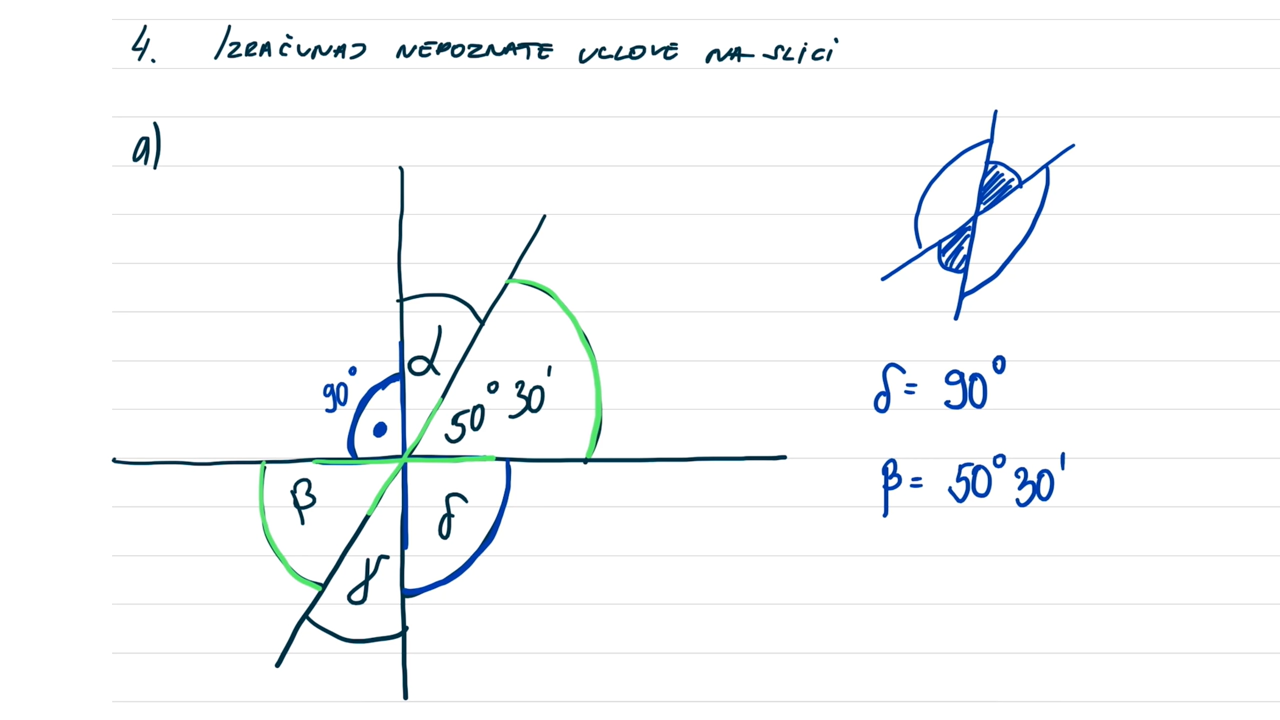 4. IZRAČUNAJ NEPOZNATE UGLOVE NA SLICI
a)
90°
α
50° 30'
β
δ
γ
δ = 90°
β = 50° 30'